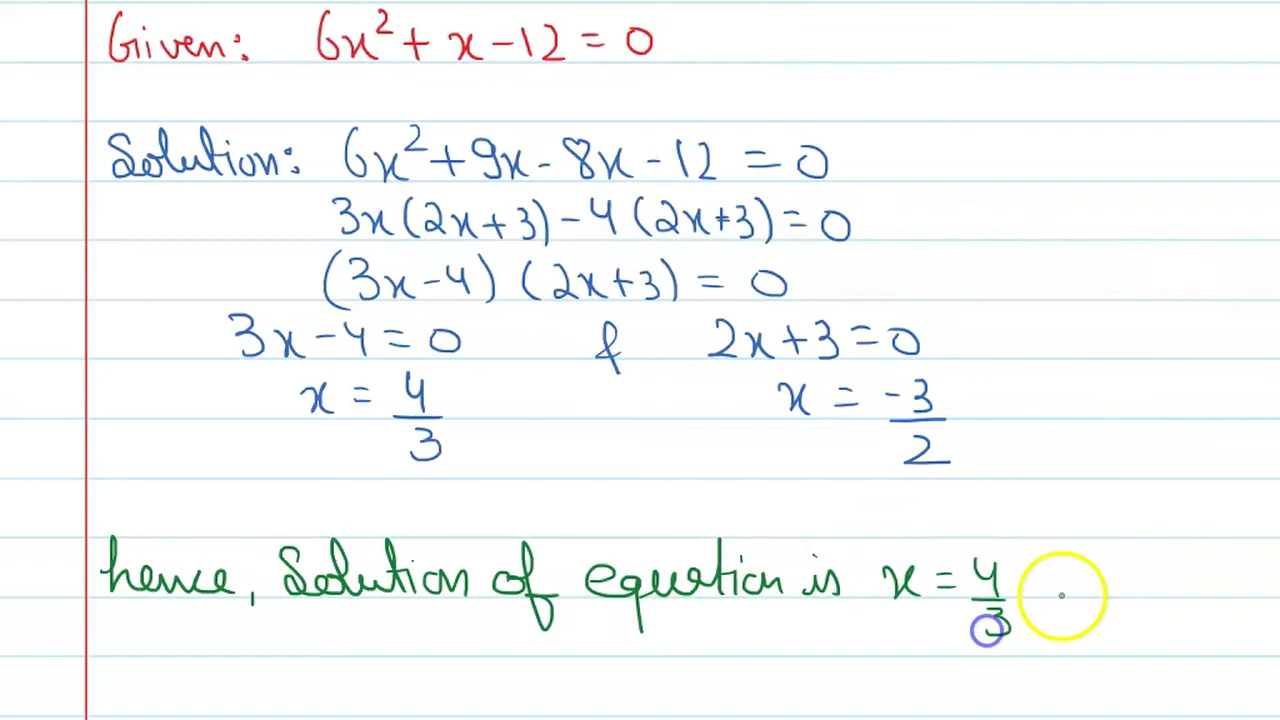 Given: 6x² + x - 12 = 0
Solution: 6x² + 9x - 8x - 12 = 0
3x(2x + 3) - 4(2x+3) = 0
(3x - 4) (2x+3) = 0
3x - 4 = 0 & 2x + 3 = 0
x = 4/3 x = -3/2
hence, Solution of equation is x = 4/3